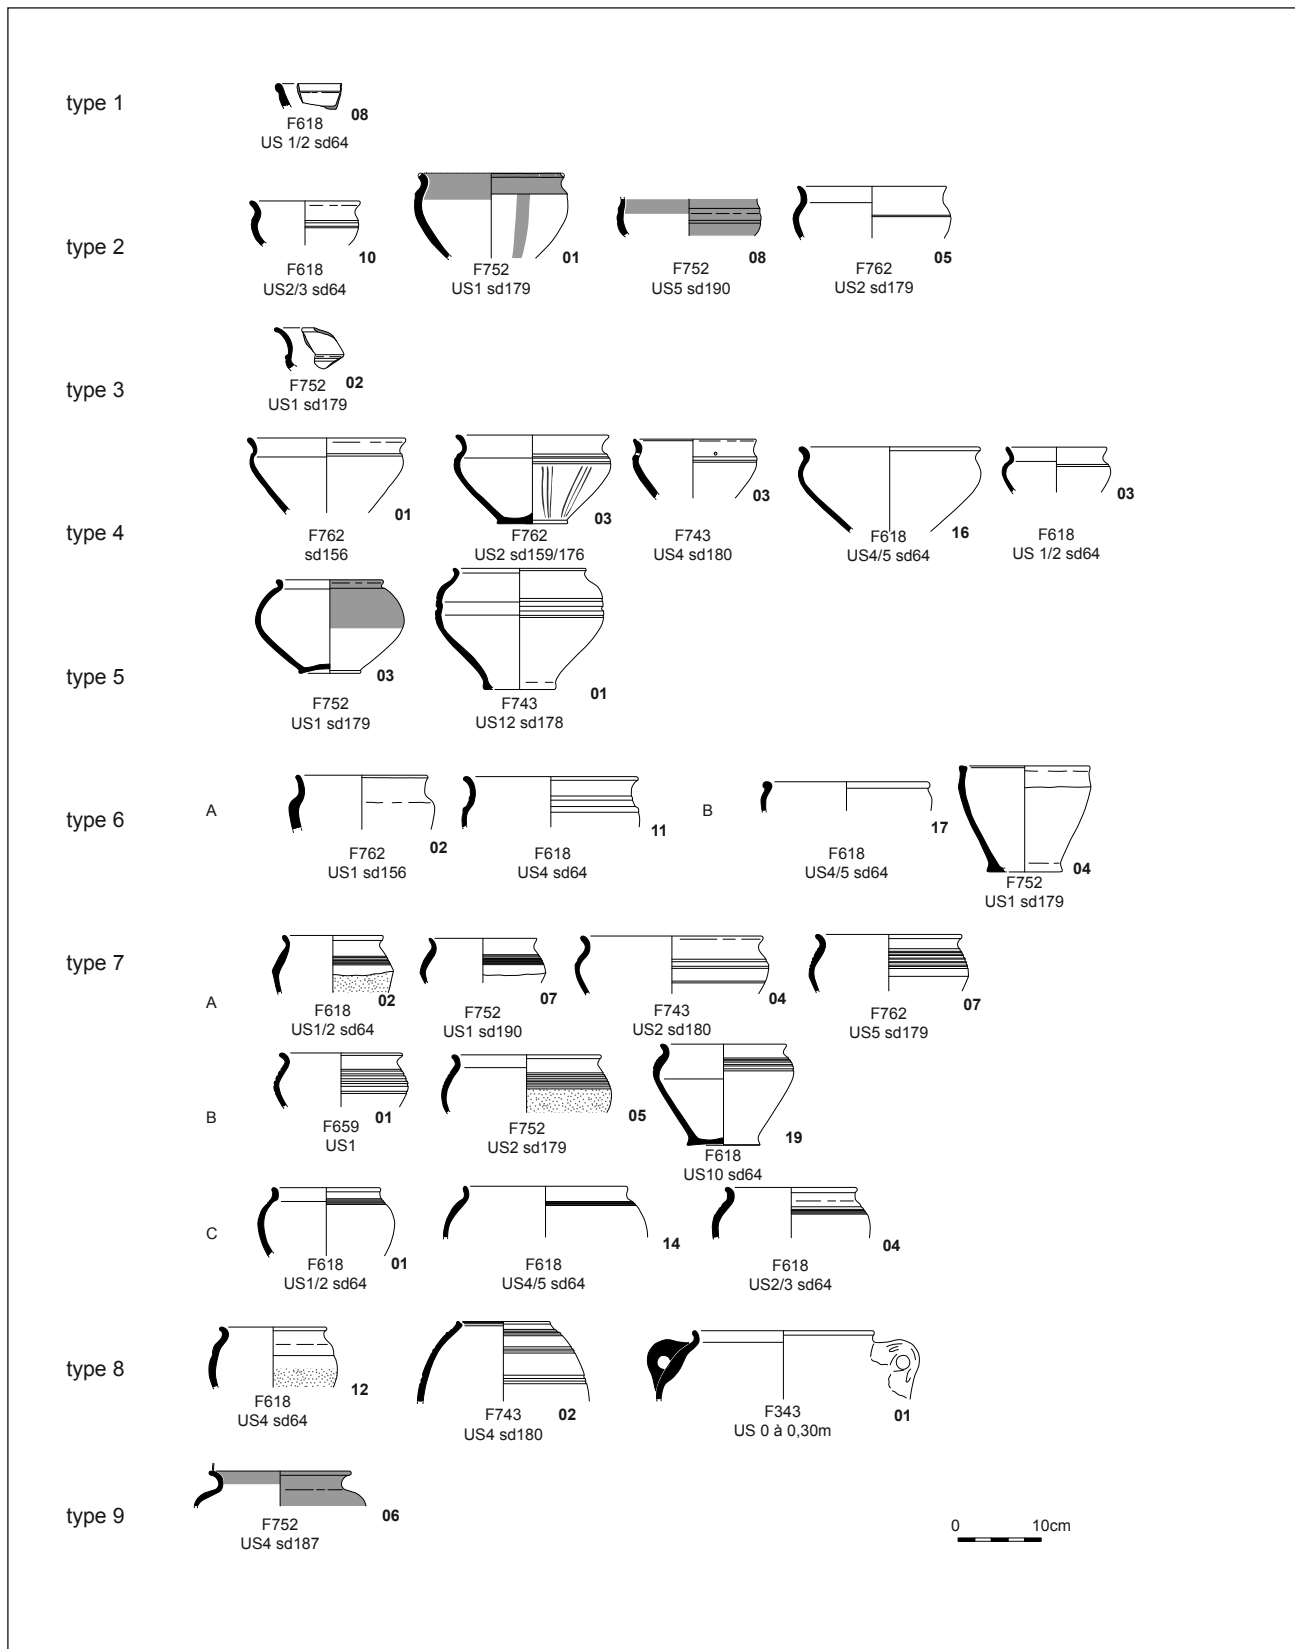 type 1
08
F618
US 1/2 sd64
type 2
10
F618
US2/3 sd64
01
F752
US1 sd179
08
F752
US5 sd190
05
F762
US2 sd179
type 3
02
F752
US1 sd179
type 4
01
F762
sd156
03
F762
US2 sd159/176
03
F743
US4 sd180
16
F618
US4/5 sd64
03
F618
US 1/2 sd64
type 5
03
F752
US1 sd179
01
F743
US12 sd178
type 6
A
02
F762
US1 sd156
11
F618
US4 sd64
B
17
F618
US4/5 sd64
04
F752
US1 sd179
type 7
A
02
F618
US1/2 sd64
07
F752
US1 sd190
04
F743
US2 sd180
07
F762
US5 sd179
B
01
F659
US1
05
F752
US2 sd179
19
F618
US10 sd64
C
01
F618
US1/2 sd64
14
F618
US4/5 sd64
04
F618
US2/3 sd64
type 8
12
F618
US4 sd64
02
F743
US4 sd180
01
F343
US 0 à 0,30m
type 9
06
F752
US4 sd187
0 10cm